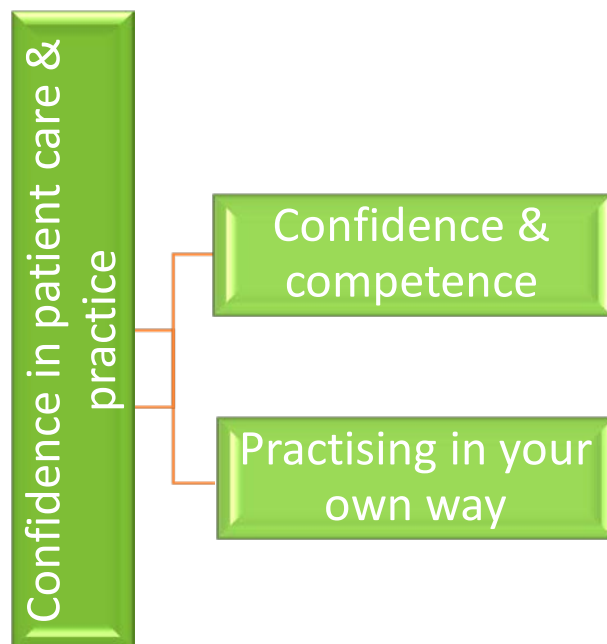 Confidence in patient care &
practice
Confidence &
competence
Practising in your
own way